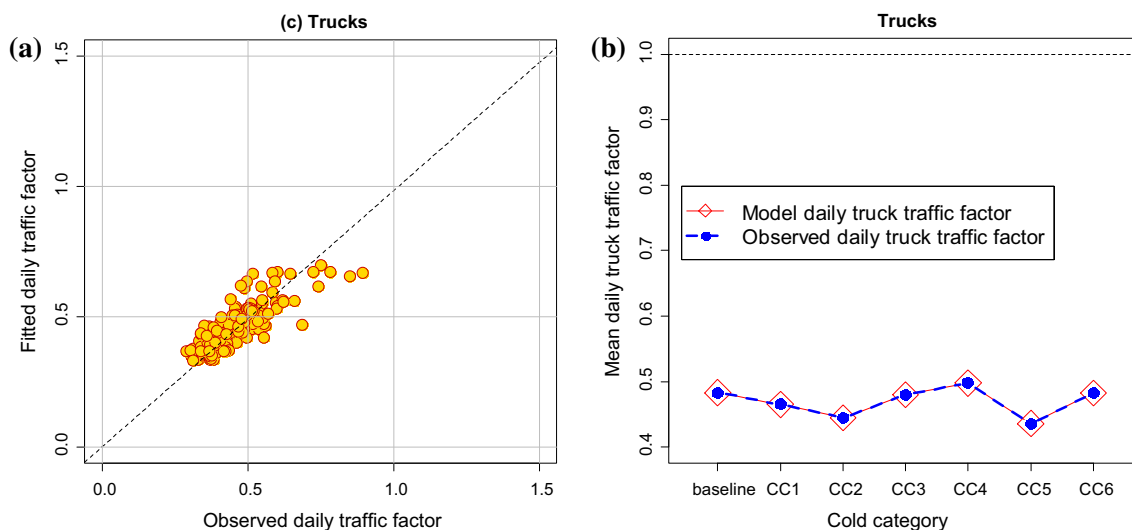 (a)
(c) Trucks
Fitted daily traffic factor
1.5
1.0
0.5
0.0
0.0 0.5 1.0 1.5
Observed daily traffic factor
(b)
Trucks
Mean daily truck traffic factor
1.0
0.9
0.8
0.7
0.6
0.5
0.4
Model daily truck traffic factor
Observed daily truck traffic factor
baseline CC1 CC2 CC3 CC4 CC5 CC6
Cold category